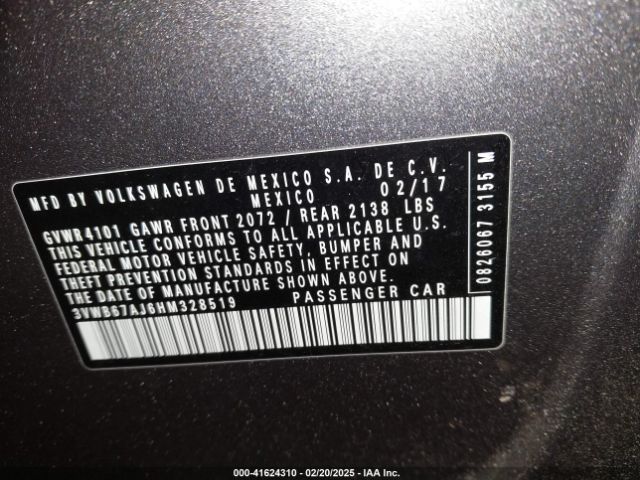 MFD BY VOLKSWAGEN DE MEXICO S.A. DE C.V.
MEXICO 02/17
GVWR4101 GAWR FRONT 2072 / REAR 2138 LBS
THIS VEHICLE CONFORMS TO ALL APPLICABLE U.S.
FEDERAL MOTOR VEHICLE SAFETY, BUMPER AND
THEFT PREVENTION STANDARDS IN EFFECT ON
THE DATE OF MANUFACTURE SHOWN ABOVE.
3VWB67AJ6HM328519 PASSENGER CAR
0826067 3155 M
000-41624310 - 02/20/2025 - IAA Inc.